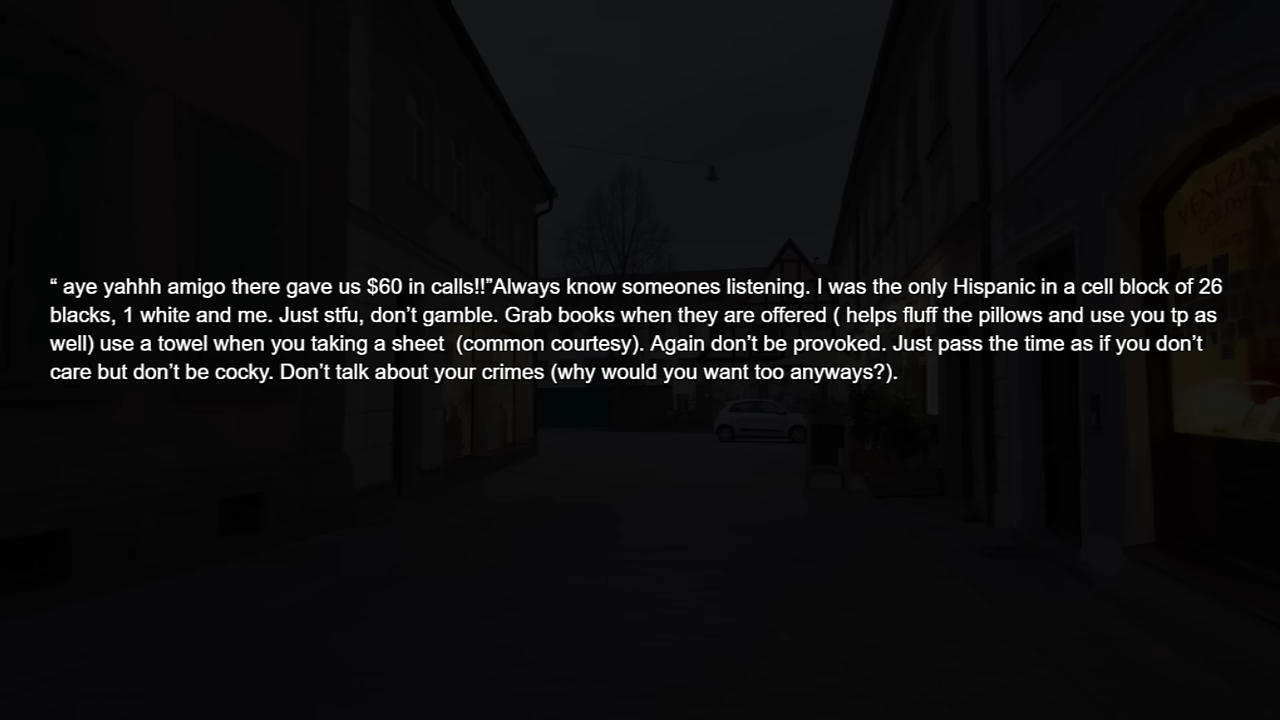 “ aye yahhh amigo there gave us $60 in calls!!”Always know someones listening. I was the only Hispanic in a cell block of 26
blacks, 1 white and me. Just stfu, don’t gamble. Grab books when they are offered ( helps fluff the pillows and use you tp as
well) use a towel when you taking a sheet  (common courtesy). Again don’t be provoked. Just pass the time as if you don’t
care but don’t be cocky. Don’t talk about your crimes (why would you want too anyways?).